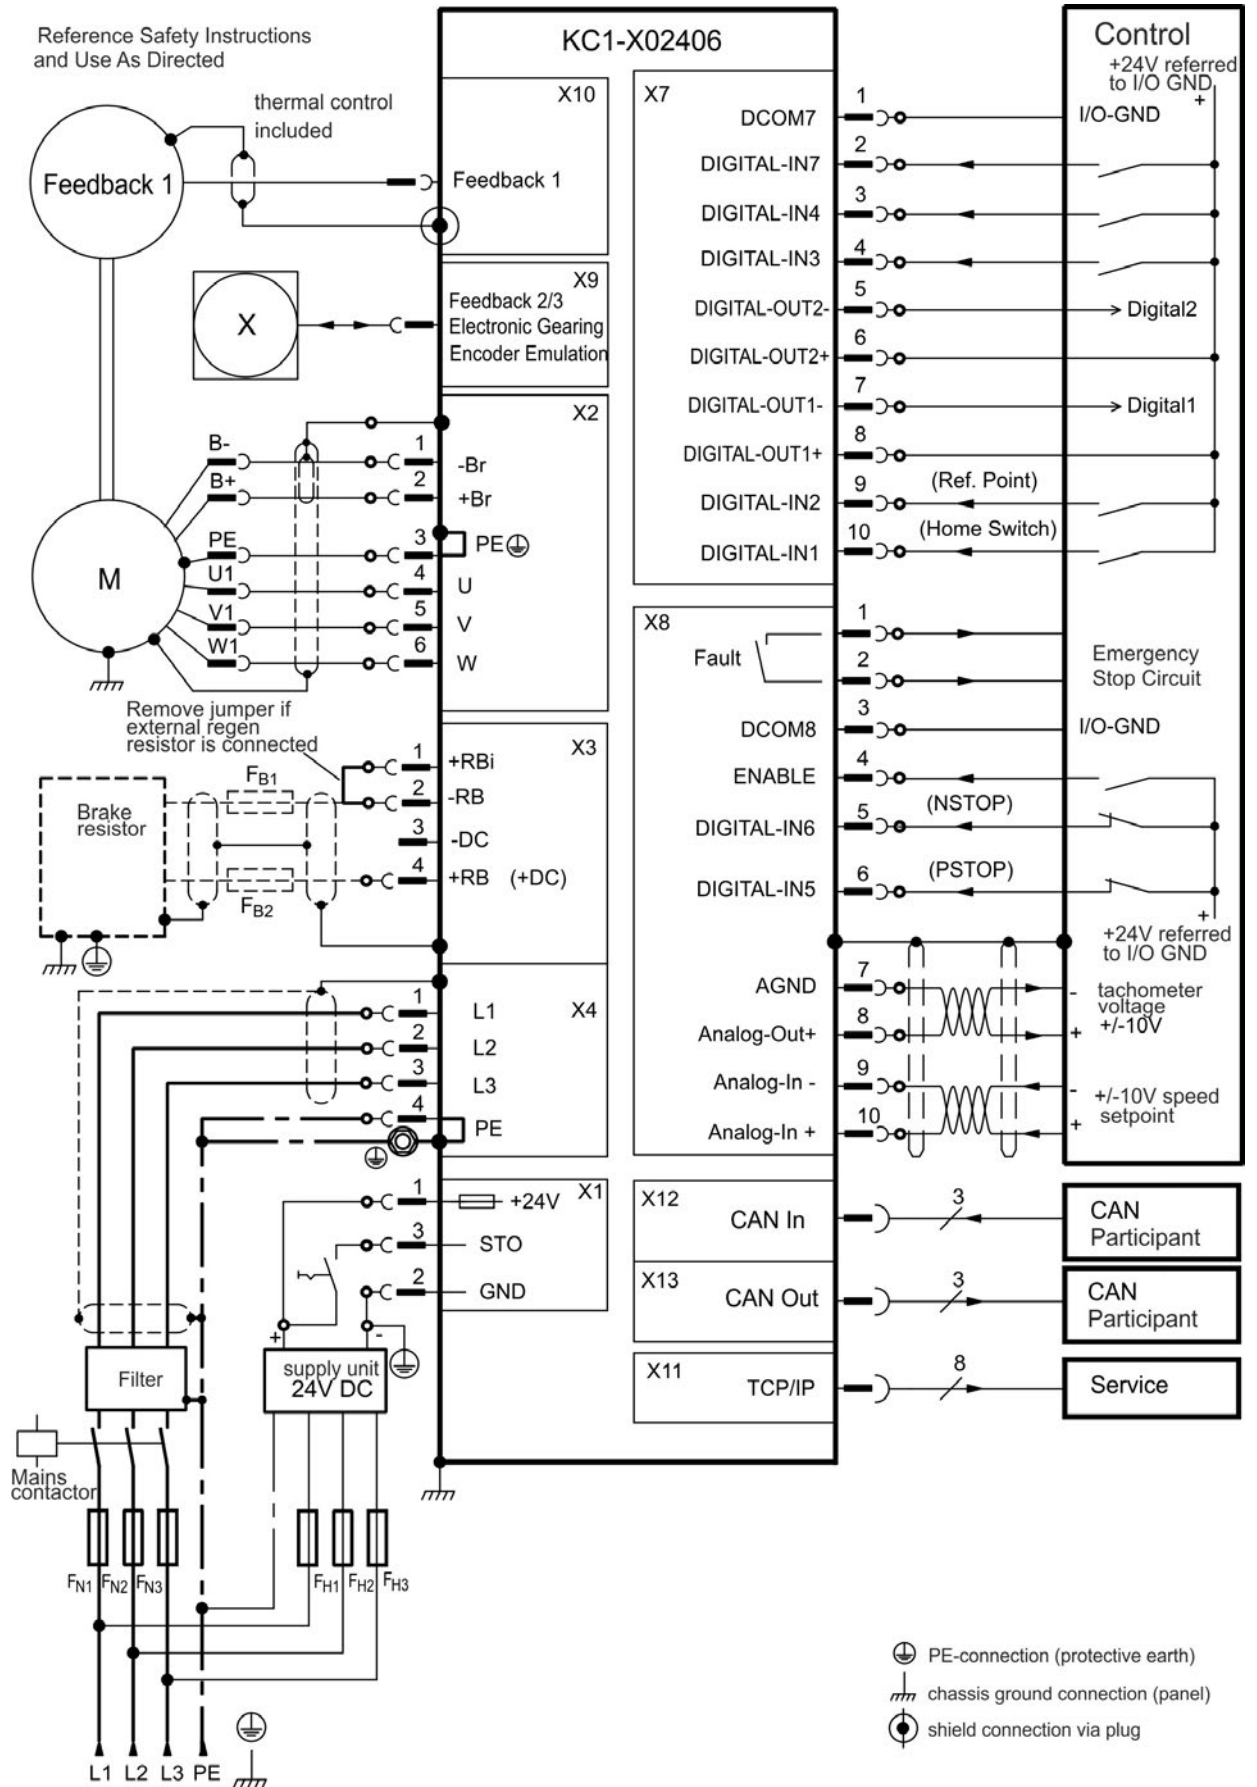 Reference Safety Instructions
and Use As Directed
KC1-X02406
Control
+24V referred
to I/O GND
+
thermal control
included
Feedback 1
X10
Feedback 1
X
X9
Feedback 2/3
Electronic Gearing
Encoder Emulation
X2
B-
1
-Br
B+
2
+Br
PE
3
PE
M
U1
4
U
V1
5
V
W1
6
W
Remove jumper if
external regen
resistor is connected
X3
1
+RBi
FB1
2
-RB
Brake
resistor
3
-DC
4
+RB (+DC)
FB2
X4
1
L1
2
L2
3
L3
4
PE
X1
1
+24V
3
STO
2
GND
+
-
supply unit
24V DC
Filter
Mains
contactor
FN1
FN2
FN3
FH1
FH2
FH3
L1
L2
L3
PE
X7
DCOM7
1
I/O-GND
DIGITAL-IN7
2
DIGITAL-IN4
3
DIGITAL-IN3
4
DIGITAL-OUT2-
5
Digital2
DIGITAL-OUT2+
6
DIGITAL-OUT1-
7
Digital1
DIGITAL-OUT1+
8
DIGITAL-IN2
9
(Ref. Point)
DIGITAL-IN1
10
(Home Switch)
X8
Fault
1
2
Emergency
Stop Circuit
DCOM8
3
I/O-GND
ENABLE
4
DIGITAL-IN6
5
(NSTOP)
DIGITAL-IN5
6
(PSTOP)
+
+24V referred
to I/O GND
AGND
7
-
tachometer
voltage
+/-10V
Analog-Out+
8
+
Analog-In -
9
-
+/-10V speed
setpoint
Analog-In +
10
+
X12
CAN In
3
CAN
Participant
X13
CAN Out
3
CAN
Participant
X11
TCP/IP
8
Service
PE-connection (protective earth)
chassis ground connection (panel)
shield connection via plug